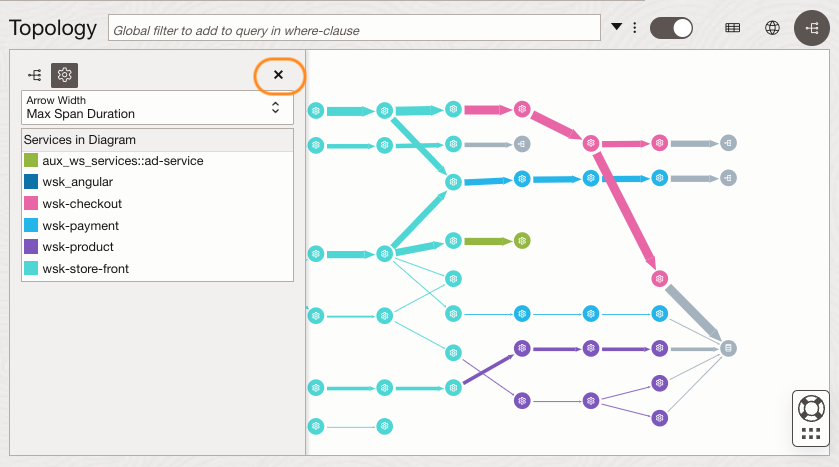 Topology
Global filter to add to query in where-clause
Arrow Width
Max Span Duration
Services in Diagram
aux_ws_services::ad-service
wsk_angular
wsk-checkout
wsk-payment
wsk-product
wsk-store-front